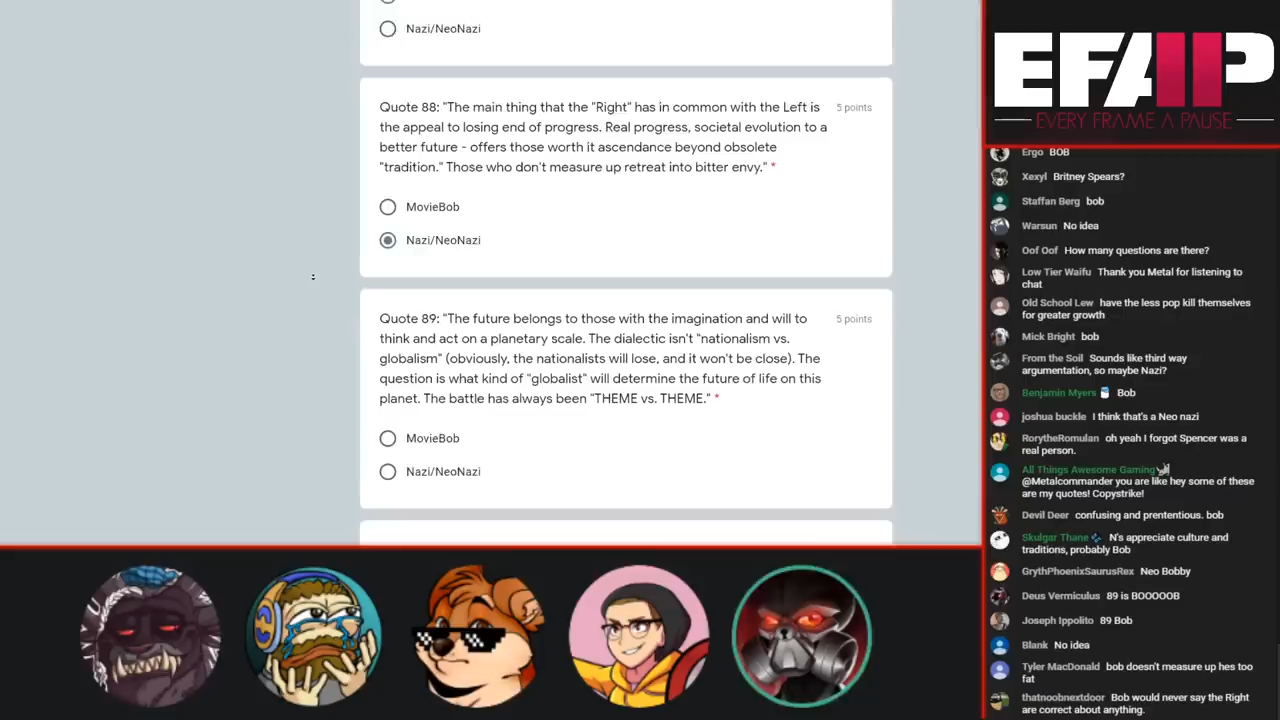 Nazi/NeoNazi
Quote 88: "The main thing that the "Right" has in common with the Left is
5 points
the appeal to losing end of progress. Real progress, societal evolution to a
better future - offers those worth it ascendance beyond obsolete
"tradition." Those who don't measure up retreat into bitter envy." *
MovieBob
Nazi/NeoNazi
Quote 89: "The future belongs to those with the imagination and will to
5 points
think and act on a planetary scale. The dialectic isn't "nationalism vs.
globalism" (obviously, the nationalists will lose, and it won't be close). The
question is what kind of "globalist" will determine the future of life on this
planet. The battle has always been "THEME vs. THEME." *
MovieBob
Nazi/NeoNazi
EFAP
EVERY FRAME A PAUSE
Ergo BOB
Xexyl Britney Spears?
Staffan Berg bob
Warsun No idea
Oof Oof How many questions are there?
Low Tier Waifu Thank you Metal for listening to
chat
Old School Lew have the less pop kill themselves
for greater growth
Mick Bright bob
From the Soil Sounds like third way
argumentation, so maybe Nazi?
Benjamin Myers Bob
joshua buckle I think that's a Neo nazi
RorytheRomulan oh yeah I forgot Spencer was a
real person.
All Things Awesome Gaming
@Metalcommander you are like hey some of these
are my quotes! Copystrike!
Devil Deer confusing and prententious. bob
Skulgar Thane N's appreciate culture and
traditions, probably Bob
GrythPhoenixSaurusRex Neo Bobby
Deus Vermiculus 89 is BOOOOOB
Joseph Ippolito 89 Bob
Blank No idea
Tyler MacDonald bob doesn't measure up hes too
fat
thatnoobnextdoor Bob would never say the Right
are correct about anything.